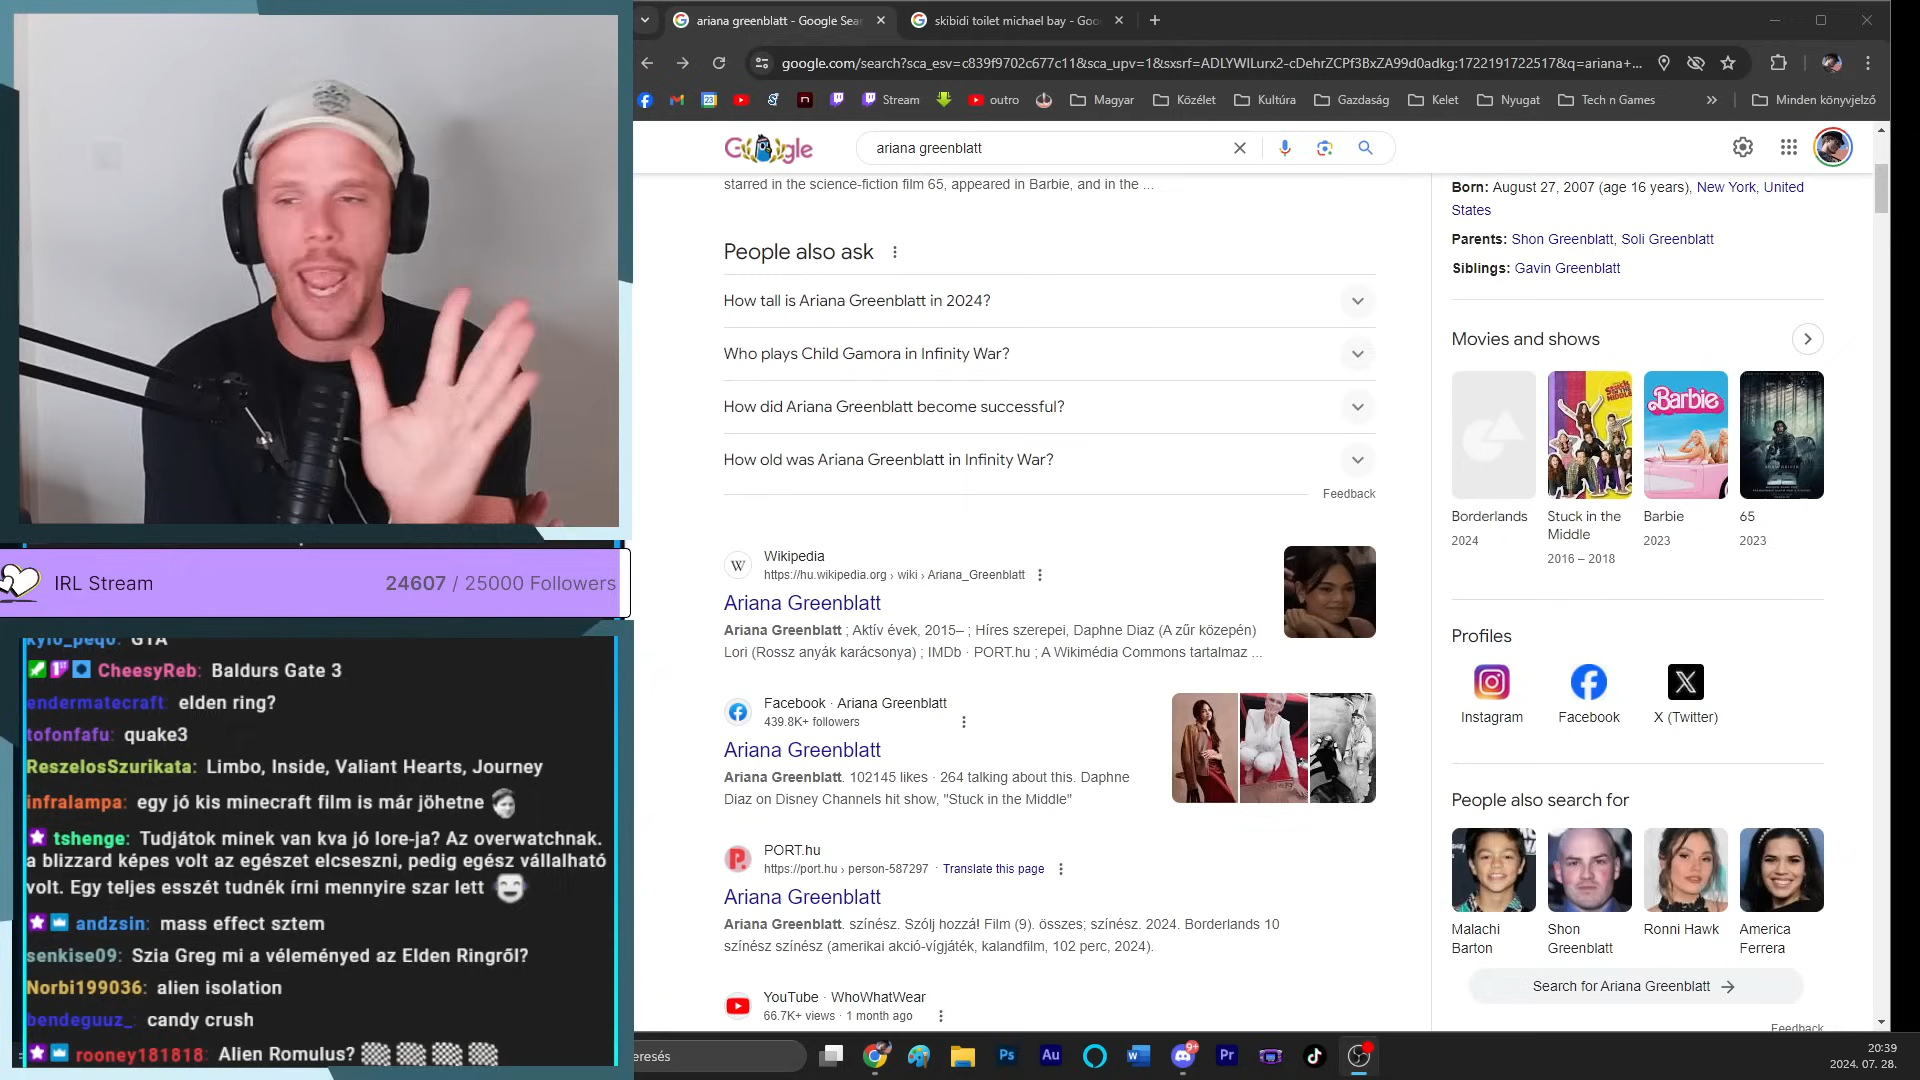 ariana greenblatt - Google Sea
skibidi toilet michael bay - Goo
google.com/search?sca_esv=c839f9702c677c11&sca_upv=1&sxsrf=ADLYWILurx2-cDehrZCPf3BxZA99d0adkg:1722191722517&q=ariana+...
Stream
outro
Magyar
Közélet
Kultúra
Gazdaság
Kelet
Nyugat
Tech n Games
Minden könyvjelző
Google
ariana greenblatt
starred in the science-fiction film 65, appeared in Barbie, and in the ...
People also ask
How tall is Ariana Greenblatt in 2024?
Who plays Child Gamora in Infinity War?
How did Ariana Greenblatt become successful?
How old was Ariana Greenblatt in Infinity War?
Feedback
Wikipedia
https://hu.wikipedia.org › wiki › Ariana_Greenblatt
Ariana Greenblatt
Ariana Greenblatt ; Aktív évek, 2015– ; Híres szerepei, Daphne Diaz (A zűr közepén)
Lori (Rossz anyák karácsonya) ; IMDb · PORT.hu ; A Wikimédia Commons tartalmaz ...
Facebook · Ariana Greenblatt
439.8K+ followers
Ariana Greenblatt
Ariana Greenblatt. 102145 likes · 264 talking about this. Daphne
Diaz on Disney Channels hit show, "Stuck in the Middle"
PORT.hu
https://port.hu › person-587297 · Translate this page
Ariana Greenblatt
Ariana Greenblatt. színész. Szólj hozzá! Film (9). összes; színész. 2024. Borderlands 10
színész színész (amerikai akció-vígjáték, kalandfilm, 102 perc, 2024).
YouTube · WhoWhatWear
66.7K+ views · 1 month ago
Born: August 27, 2007 (age 16 years), New York, United
States
Parents: Shon Greenblatt, Soli Greenblatt
Siblings: Gavin Greenblatt
Movies and shows
Barbie
Borderlands
2024
Stuck in the
Middle
2016 – 2018
Barbie
2023
65
2023
Profiles
Instagram
Facebook
X (Twitter)
People also search for
Malachi
Barton
Shon
Greenblatt
Ronni Hawk
America
Ferrera
Search for Ariana Greenblatt
Feedback
IRL Stream
24607 / 25000 Followers
kylo_peqo: GTA
CheesyReb: Baldurs Gate 3
endermatecraft: elden ring?
tofonfafu: quake3
ReszelosSzurikata: Limbo, Inside, Valiant Hearts, Journey
infralampa: egy jó kis minecraft film is már jöhetne
tshenge: Tudjátok minek van kva jó lore-ja? Az overwatchnak.
a blizzard képes volt az egészet elcseszni, pedig egész vállalható
volt. Egy teljes esszét tudnék írni mennyire szar lett
andzsin: mass effect sztem
senkise09: Szia Greg mi a véleményed az Elden Ringről?
Norbi199036: alien isolation
bendeguuz_: candy crush
rooney181818: Alien Romulus?
eresés
Ps
Au
W
9+
Pr
20:39
2024. 07. 28.